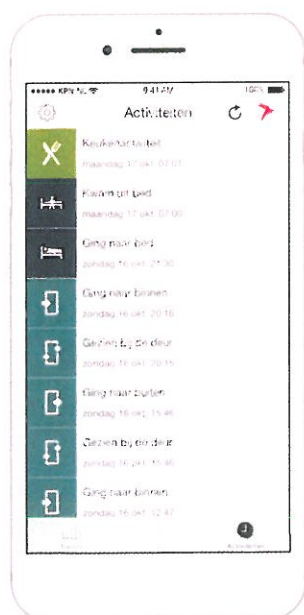 KPN NL
9:41 AM
100%
Activiteiten
Keukenactiviteit
maandag 17 okt. 07:01
Kwam uit bed
maandag 17 okt. 07:00
Ging naar bed
zondag 16 okt. 21:30
Ging naar binnen
zondag 16 okt. 20:16
Gezien bij de deur
zondag 16 okt. 20:15
Ging naar buiten
zondag 16 okt. 15:46
Gezien bij de deur
zondag 16 okt. 15:46
Ging naar binnen
zondag 16 okt. 12:47